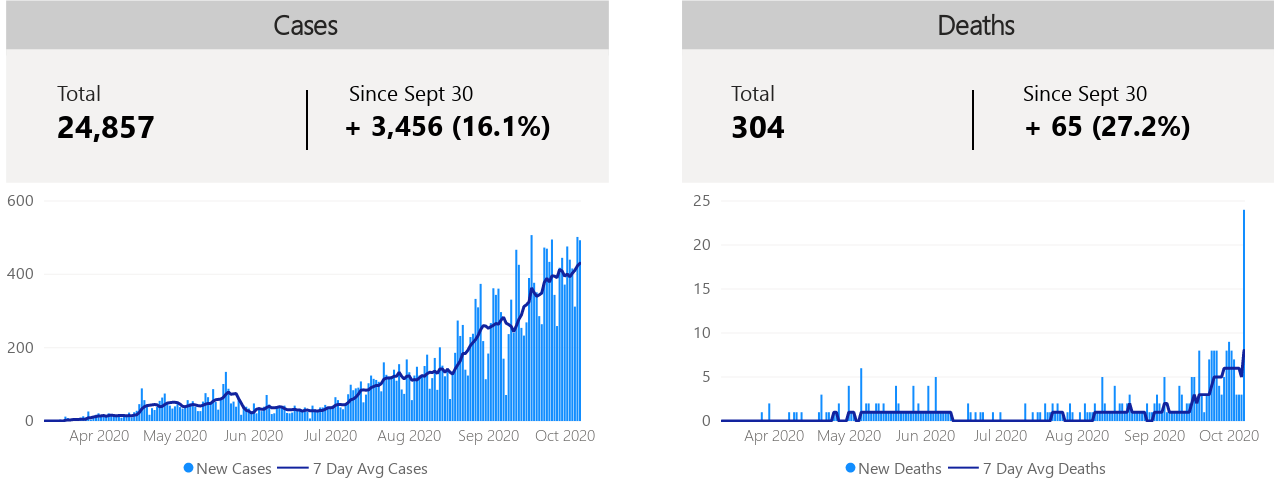 Cases
Total
24,857
Since Sept 30
+ 3,456 (16.1%)
600
400
200
0
Apr 2020 May 2020 Jun 2020 Jul 2020 Aug 2020 Sep 2020 Oct 2020
New Cases 7 Day Avg Cases
Deaths
Total
304
Since Sept 30
+ 65 (27.2%)
25
20
15
10
5
0
Apr 2020 May 2020 Jun 2020 Jul 2020 Aug 2020 Sep 2020 Oct 2020
New Deaths 7 Day Avg Deaths